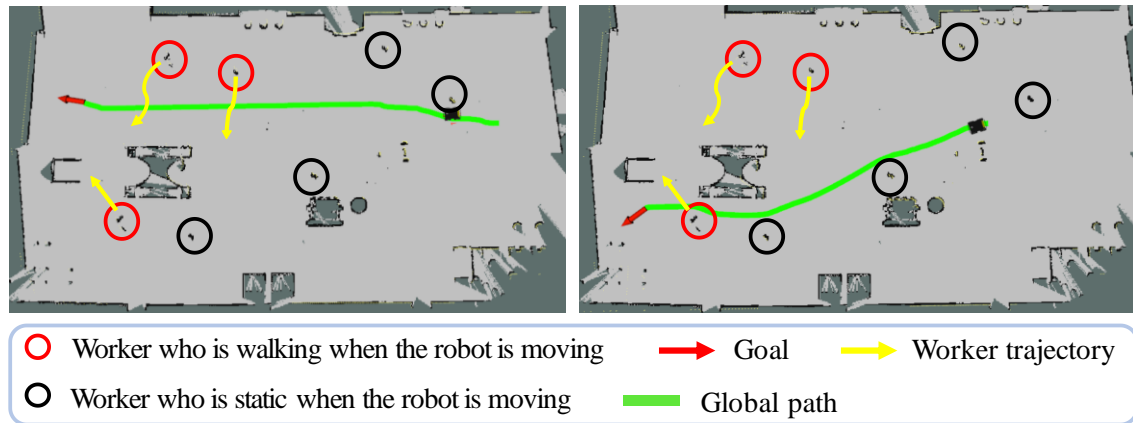 Worker who is walking when the robot is moving Goal Worker trajectory
Worker who is static when the robot is moving Global path